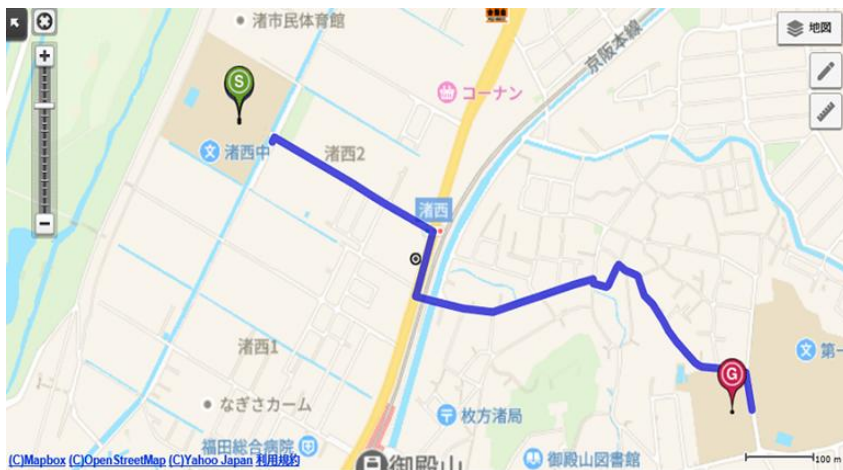 渚市民体育館
地図
京阪本線
コーナン
S
渚西中
渚西2
渚西
渚西1
G
第一
なぎさカーム
枚方渚局
福田総合病院
御殿山
御殿山図書館
100 m
(C)Mapbox (C)OpenStreetMap (C)Yahoo Japan 利用規約